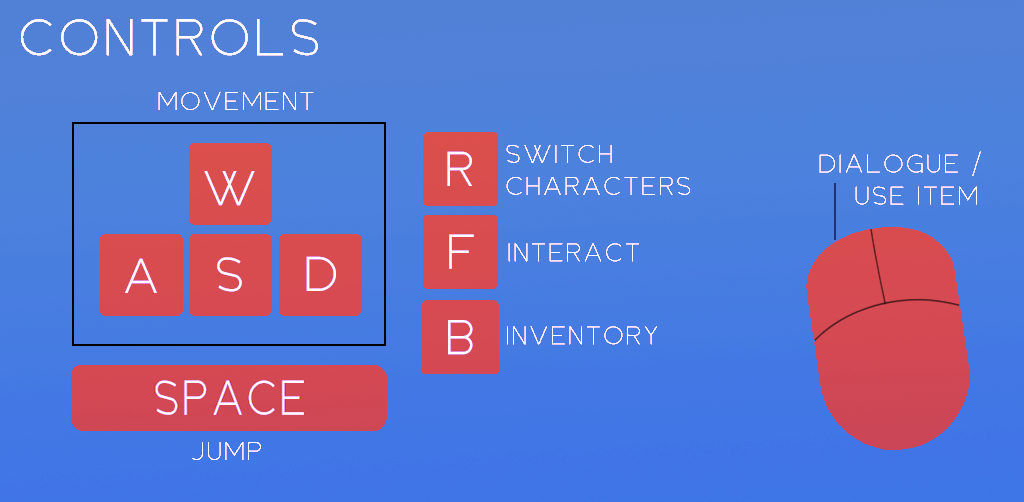 CONTROLS
MOVEMENT
W
A S D
SPACE
JUMP
R
SWITCH
CHARACTERS
F
INTERACT
B
INVENTORY
DIALOGUE /
USE ITEM